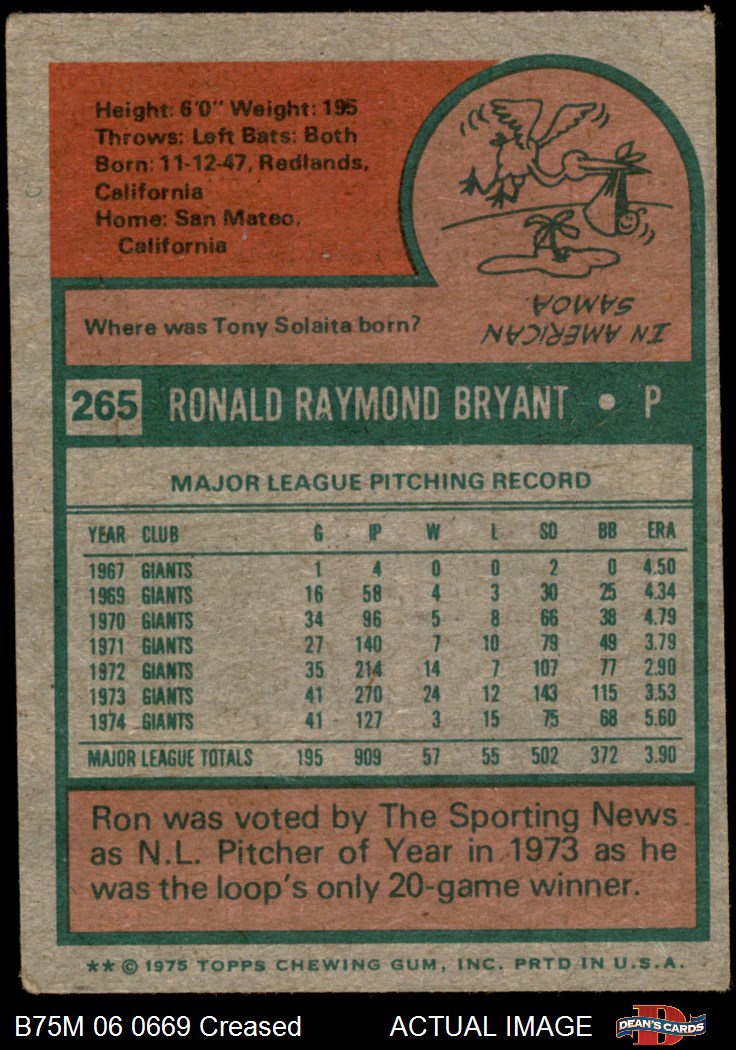 Height: 6'0" Weight: 195
Throws: Left Bats: Both
Born: 11-12-47, Redlands,
California
Home: San Mateo,
California
Where was Tony Solaita born?
IN AMERICAN
SAMOA.
265 RONALD RAYMOND BRYANT • P
MAJOR LEAGUE PITCHING RECORD
YEAR CLUB G IP W L SO BB ERA
1967 GIANTS 1 4 0 0 2 0 4.50
1969 GIANTS 16 58 4 3 30 25 4.34
1970 GIANTS 34 96 5 8 66 38 4.79
1971 GIANTS 27 140 7 10 79 49 3.79
1972 GIANTS 35 214 14 7 107 77 2.90
1973 GIANTS 41 270 24 12 143 115 3.53
1974 GIANTS 41 127 3 15 75 68 5.60
MAJOR LEAGUE TOTALS 195 909 57 55 502 372 3.90
Ron was voted by The Sporting News
as N.L. Pitcher of Year in 1973 as he
was the loop's only 20-game winner.
** © 1975 TOPPS CHEWING GUM, INC. PRTD IN U.S.A.
B75M 06 0669 Creased ACTUAL IMAGE
D
DEAN'S CARDS